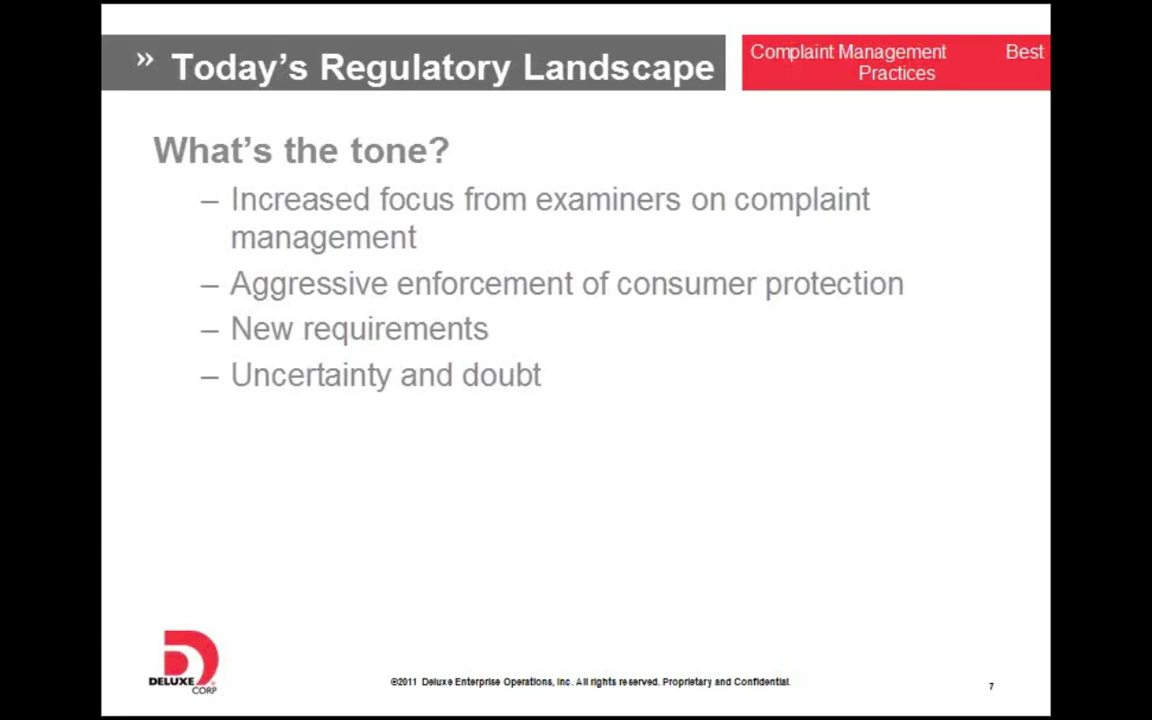 » Today's Regulatory Landscape
Complaint Management Best
Practices
What's the tone?
– Increased focus from examiners on complaint
management
– Aggressive enforcement of consumer protection
– New requirements
– Uncertainty and doubt
DELUXE
CORP
©2011 Deluxe Enterprise Operations, Inc. All rights reserved. Proprietary and Confidential.
7